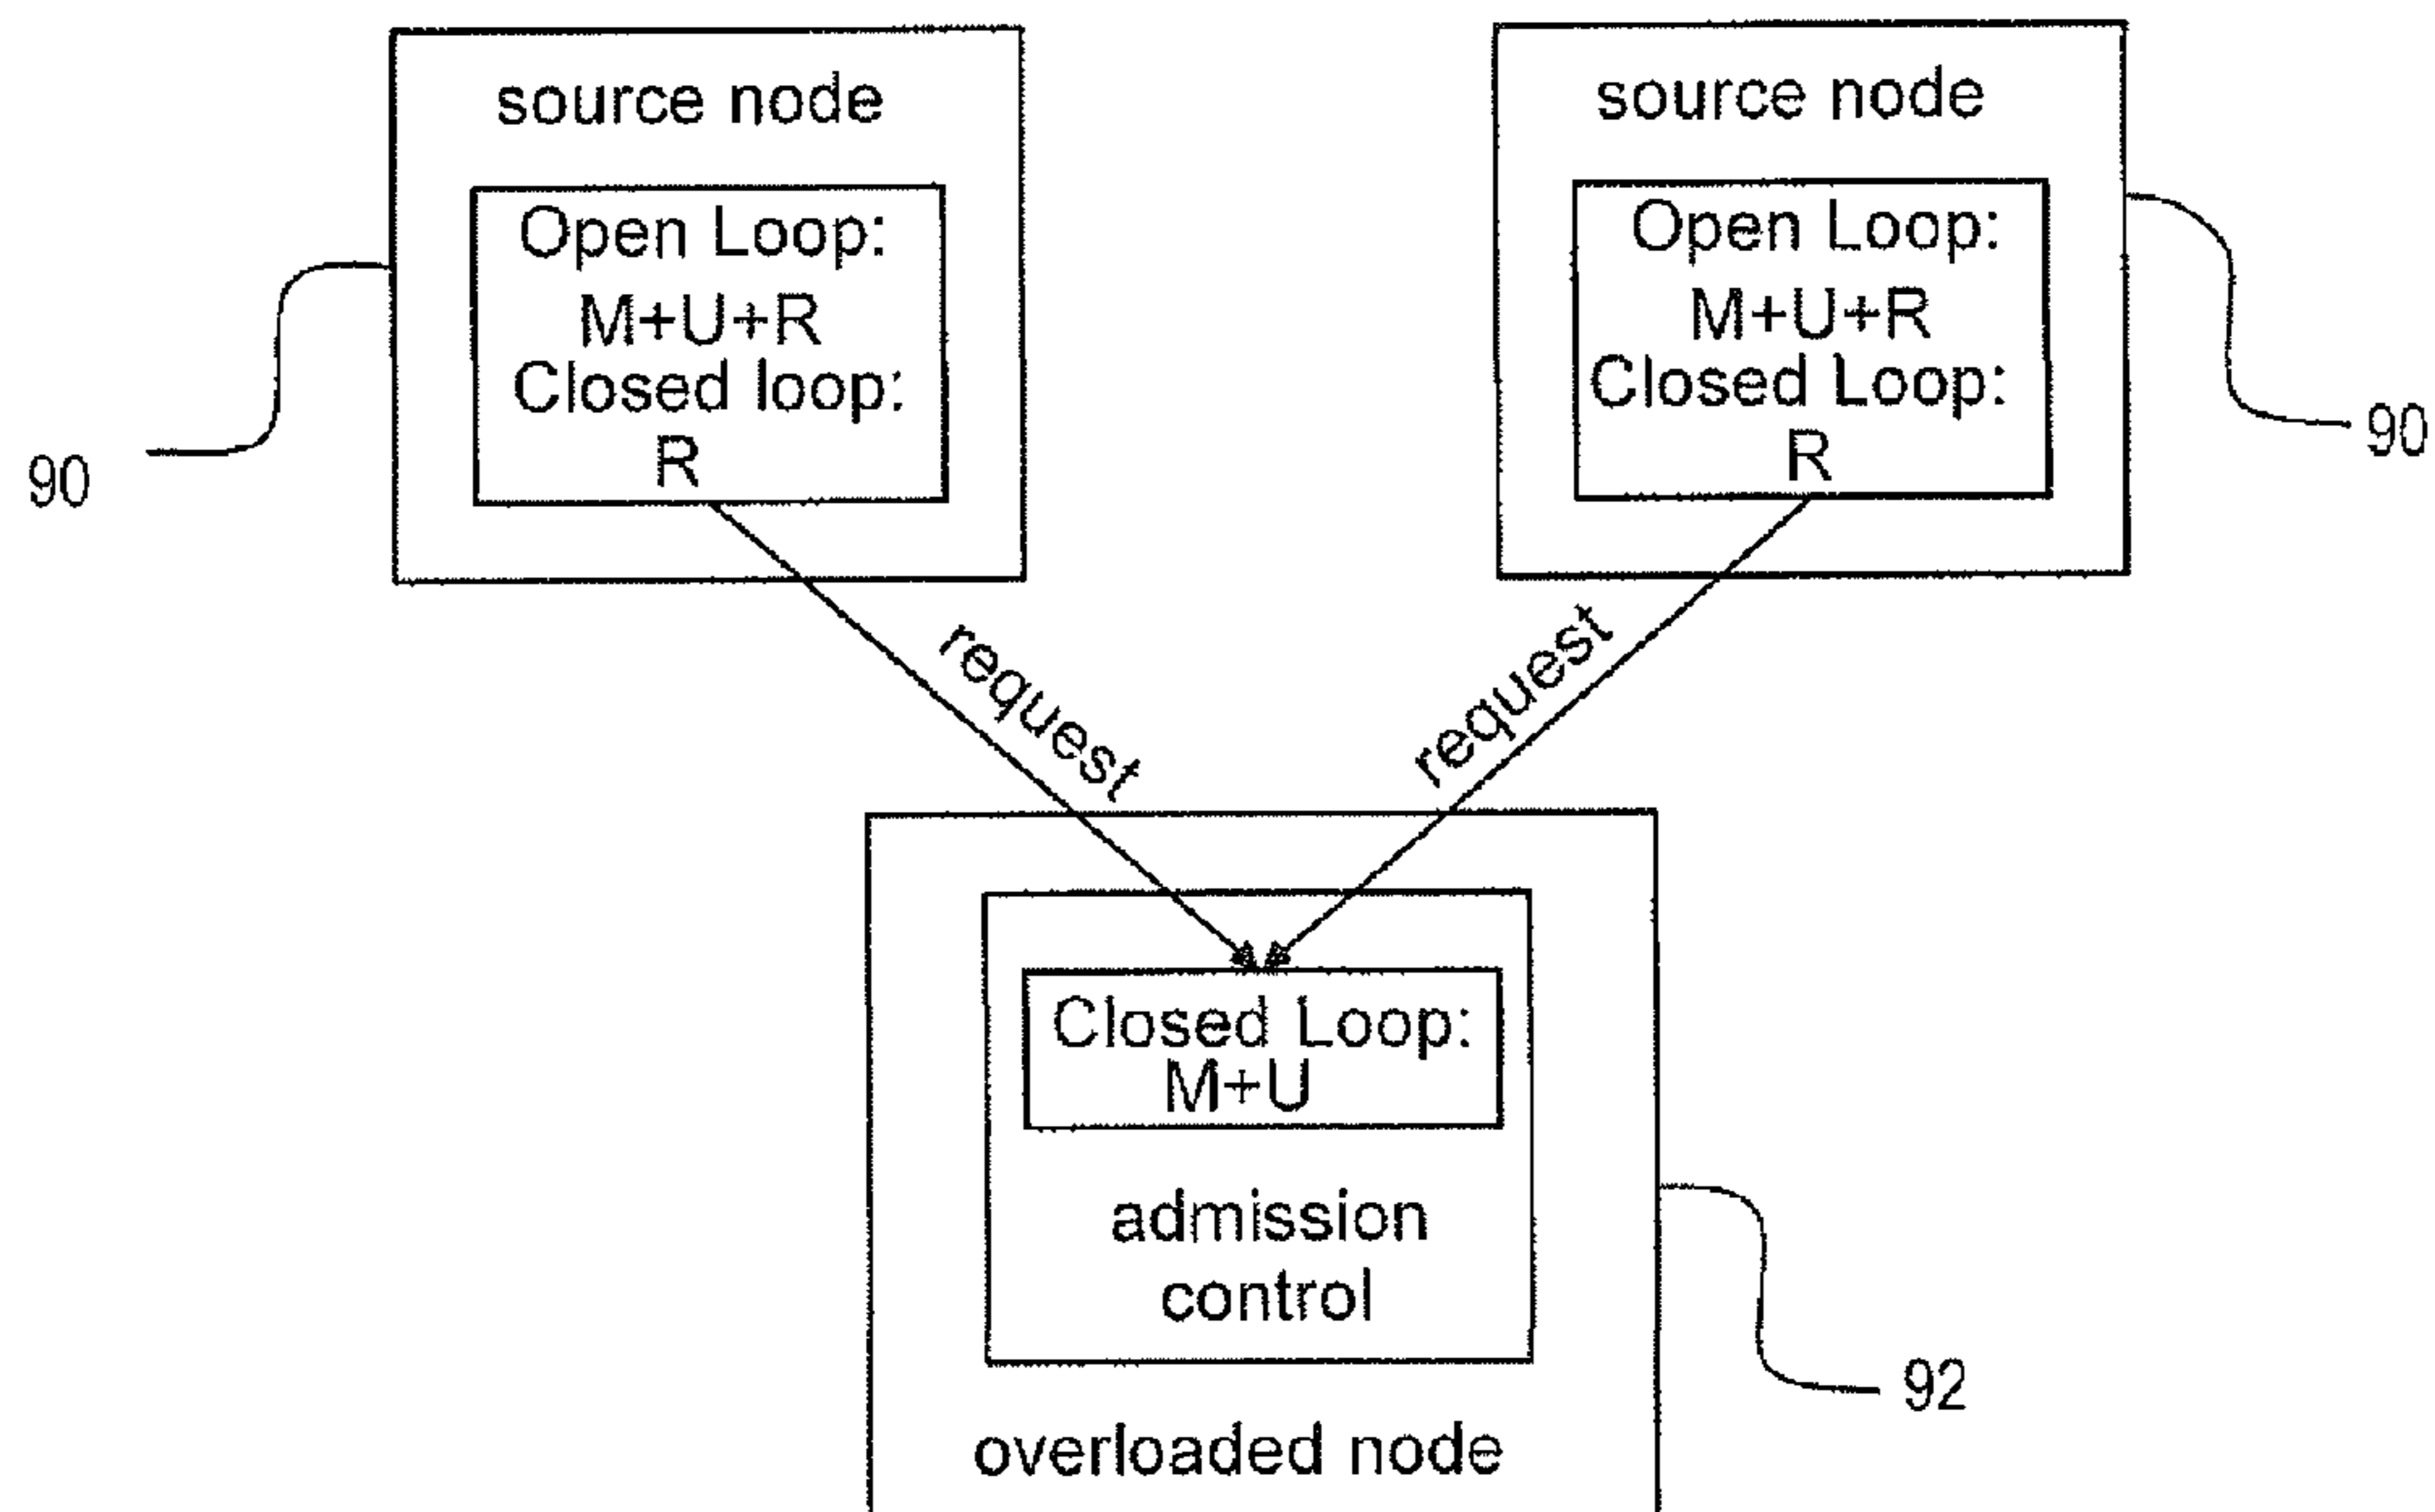 source node
Open Loop:
M+U+R
Closed loop:
R
90
source node
Open Loop:
M+U+R
Closed Loop:
R
90
request
request
Closed Loop:
M+U
admission
control
92
overloaded node